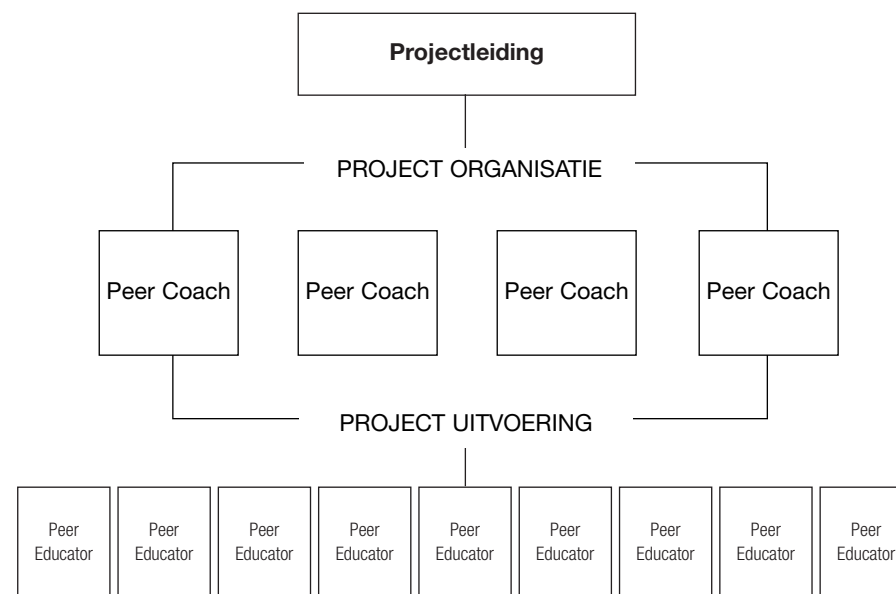 Projectleiding
PROJECT ORGANISATIE
Peer Coach
Peer Coach
Peer Coach
Peer Coach
PROJECT UITVOERING
Peer
Educator
Peer
Educator
Peer
Educator
Peer
Educator
Peer
Educator
Peer
Educator
Peer
Educator
Peer
Educator
Peer
Educator